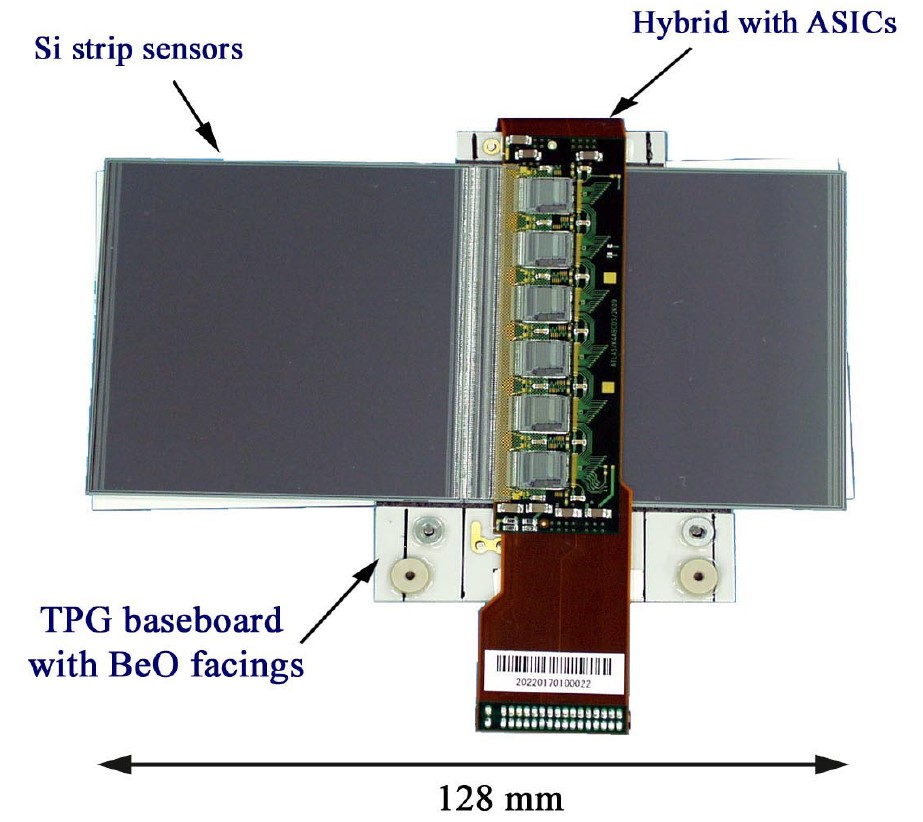 Hybrid with ASICs
Si strip sensors
TPG baseboard
with BeO facings
20220170100022
128 mm